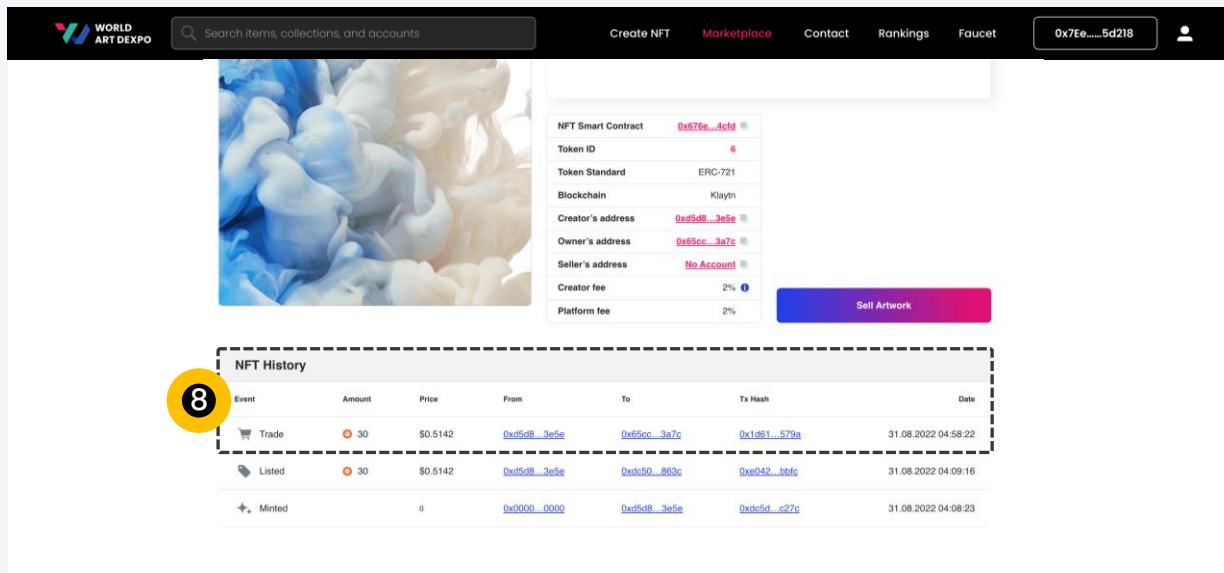 WORLD
ART DEXPO
Search items, collections, and accounts
Create NFT Marketplace Contact Rankings Faucet 0x7Ee......5d218
NFT Smart Contract 0x676e...4cfd
Token ID 6
Token Standard ERC-721
Blockchain Klaytn
Creator's address 0xd5d8...3e5e
Owner's address 0x65cc...3a7c
Seller's address No Account
Creator fee 2%
Platform fee 2%
Sell Artwork
NFT History
8
Event Amount Price From To Tx Hash Date
Trade 30 $0.5142 0xd5d8...3e5e 0x65cc...3a7c 0x1d61...579a 31.08.2022 04:58:22
Listed 30 $0.5142 0xd5d8...3e5e 0xdc50...863c 0xe042...bbfc 31.08.2022 04:09:16
Minted 0 0x0000...0000 0xd5d8...3e5e 0xdc5d...c27c 31.08.2022 04:08:23